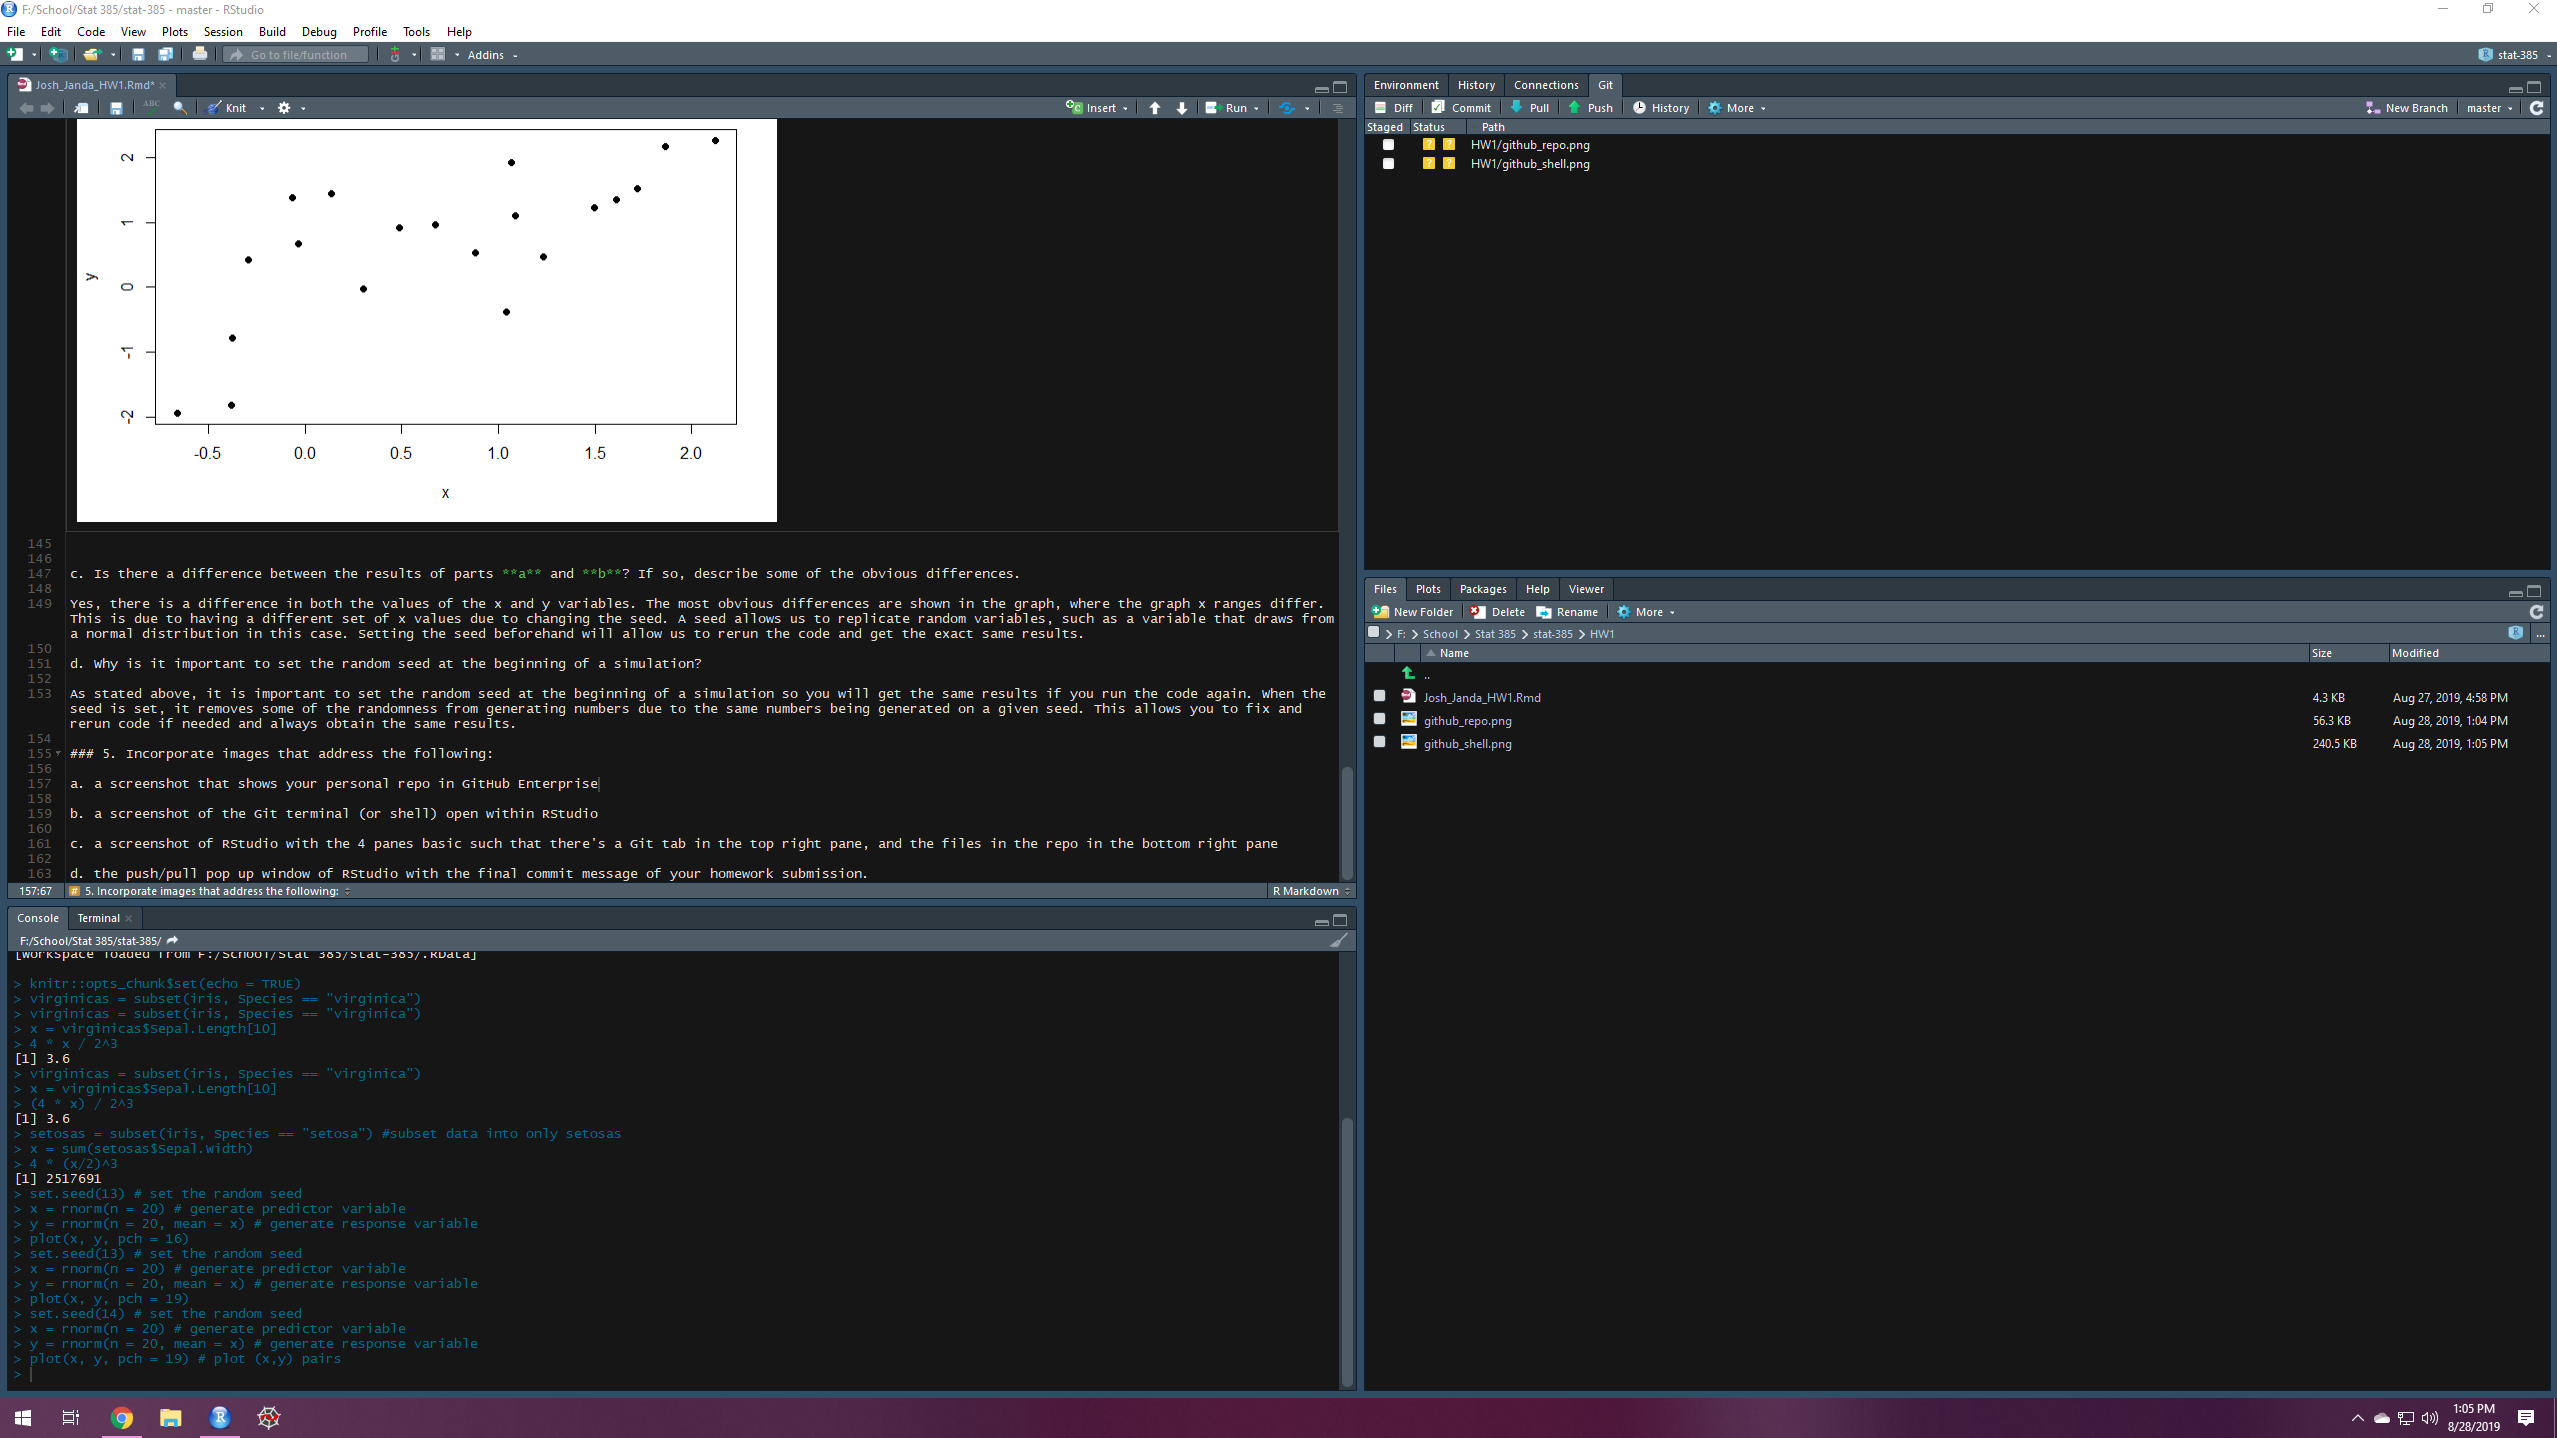 F:/School/Stat 385/stat-385 - master - RStudio
File Edit Code View Plots Session Build Debug Profile Tools Help
Go to file/function Addins stat-385
Josh_Janda_HW1.Rmd*
ABC Knit Insert Run
2
1
0
-1
-2
y
-0.5 0.0 0.5 1.0 1.5 2.0
x
145
146
147 c. Is there a difference between the results of parts **a** and **b**? If so, describe some of the obvious differences.
148
149 Yes, there is a difference in both the values of the x and y variables. The most obvious differences are shown in the graph, where the graph x ranges differ.
This is due to having a different set of x values due to changing the seed. A seed allows us to replicate random variables, such as a variable that draws from
a normal distribution in this case. Setting the seed beforehand will allow us to rerun the code and get the exact same results.
150
151 d. Why is it important to set the random seed at the beginning of a simulation?
152
153 As stated above, it is important to set the random seed at the beginning of a simulation so you will get the same results if you run the code again. When the
seed is set, it removes some of the randomness from generating numbers due to the same numbers being generated on a given seed. This allows you to fix and
rerun code if needed and always obtain the same results.
154
155 ### 5. Incorporate images that address the following:
156
157 a. a screenshot that shows your personal repo in GitHub Enterprise
158
159 b. a screenshot of the Git terminal (or shell) open within RStudio
160
161 c. a screenshot of RStudio with the 4 panes basic such that there's a Git tab in the top right pane, and the files in the repo in the bottom right pane
162
163 d. the push/pull pop up window of RStudio with the final commit message of your homework submission.
157:67 # 5. Incorporate images that address the following: R Markdown
Console Terminal
F:/School/Stat 385/stat-385/
[Workspace loaded from F:/School/Stat 385/stat-385/.RData]
> knitr::opts_chunk$set(echo = TRUE)
> virginicas = subset(iris, Species == "virginica")
> virginicas = subset(iris, Species == "virginica")
> x = virginicas$Sepal.Length[10]
> 4 * x / 2^3
[1] 3.6
> virginicas = subset(iris, Species == "virginica")
> x = virginicas$Sepal.Length[10]
> (4 * x) / 2^3
[1] 3.6
> setosas = subset(iris, Species == "setosa") #subset data into only setosas
> x = sum(setosas$Sepal.Width)
> 4 * (x/2)^3
[1] 2517691
> set.seed(13) # set the random seed
> x = rnorm(n = 20) # generate predictor variable
> y = rnorm(n = 20, mean = x) # generate response variable
> plot(x, y, pch = 16)
> set.seed(13) # set the random seed
> x = rnorm(n = 20) # generate predictor variable
> y = rnorm(n = 20, mean = x) # generate response variable
> plot(x, y, pch = 19)
> set.seed(14) # set the random seed
> x = rnorm(n = 20) # generate predictor variable
> y = rnorm(n = 20, mean = x) # generate response variable
> plot(x, y, pch = 19) # plot (x,y) pairs
>
Environment History Connections Git
Diff Commit Pull Push History More New Branch master
Staged Status Path
? ? HW1/github_repo.png
? ? HW1/github_shell.png
Files Plots Packages Help Viewer
New Folder Delete Rename More
F: School Stat 385 stat-385 HW1 ...
Name Size Modified
..
Josh_Janda_HW1.Rmd 4.3 KB Aug 27, 2019, 4:58 PM
github_repo.png 56.3 KB Aug 28, 2019, 1:04 PM
github_shell.png 240.5 KB Aug 28, 2019, 1:05 PM
1:05 PM
8/28/2019